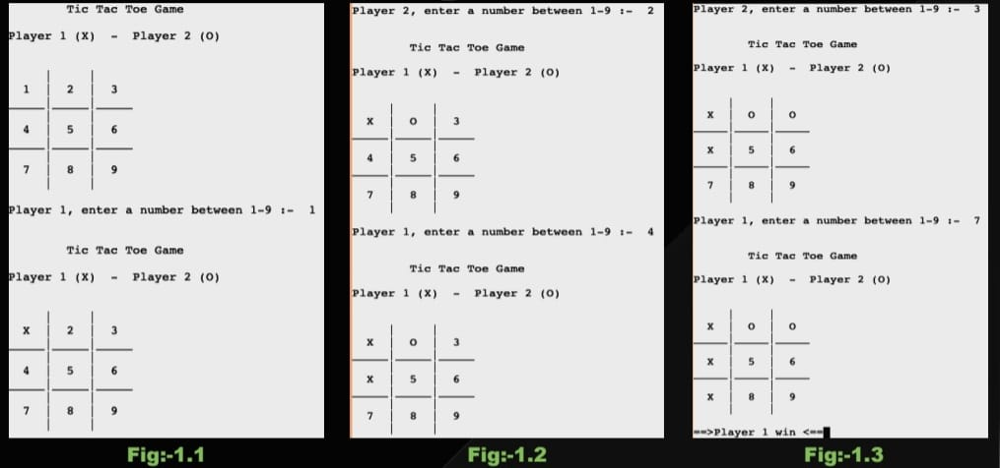 Tic Tac Toe Game
Player 1 (X) - Player 2 (O)
1 2 3
4 5 6
7 8 9
Player 1, enter a number between 1-9 :- 1
Tic Tac Toe Game
Player 1 (X) - Player 2 (O)
X 2 3
4 5 6
7 8 9
Fig:-1.1
Player 2, enter a number between 1-9 :- 2
Tic Tac Toe Game
Player 1 (X) - Player 2 (O)
X O 3
4 5 6
7 8 9
Player 1, enter a number between 1-9 :- 4
Tic Tac Toe Game
Player 1 (X) - Player 2 (O)
X O 3
X 5 6
7 8 9
Fig:-1.2
Player 2, enter a number between 1-9 :- 3
Tic Tac Toe Game
Player 1 (X) - Player 2 (O)
X O O
X 5 6
7 8 9
Player 1, enter a number between 1-9 :- 7
Tic Tac Toe Game
Player 1 (X) - Player 2 (O)
X O O
X 5 6
X 8 9
==>Player 1 win <==
Fig:-1.3